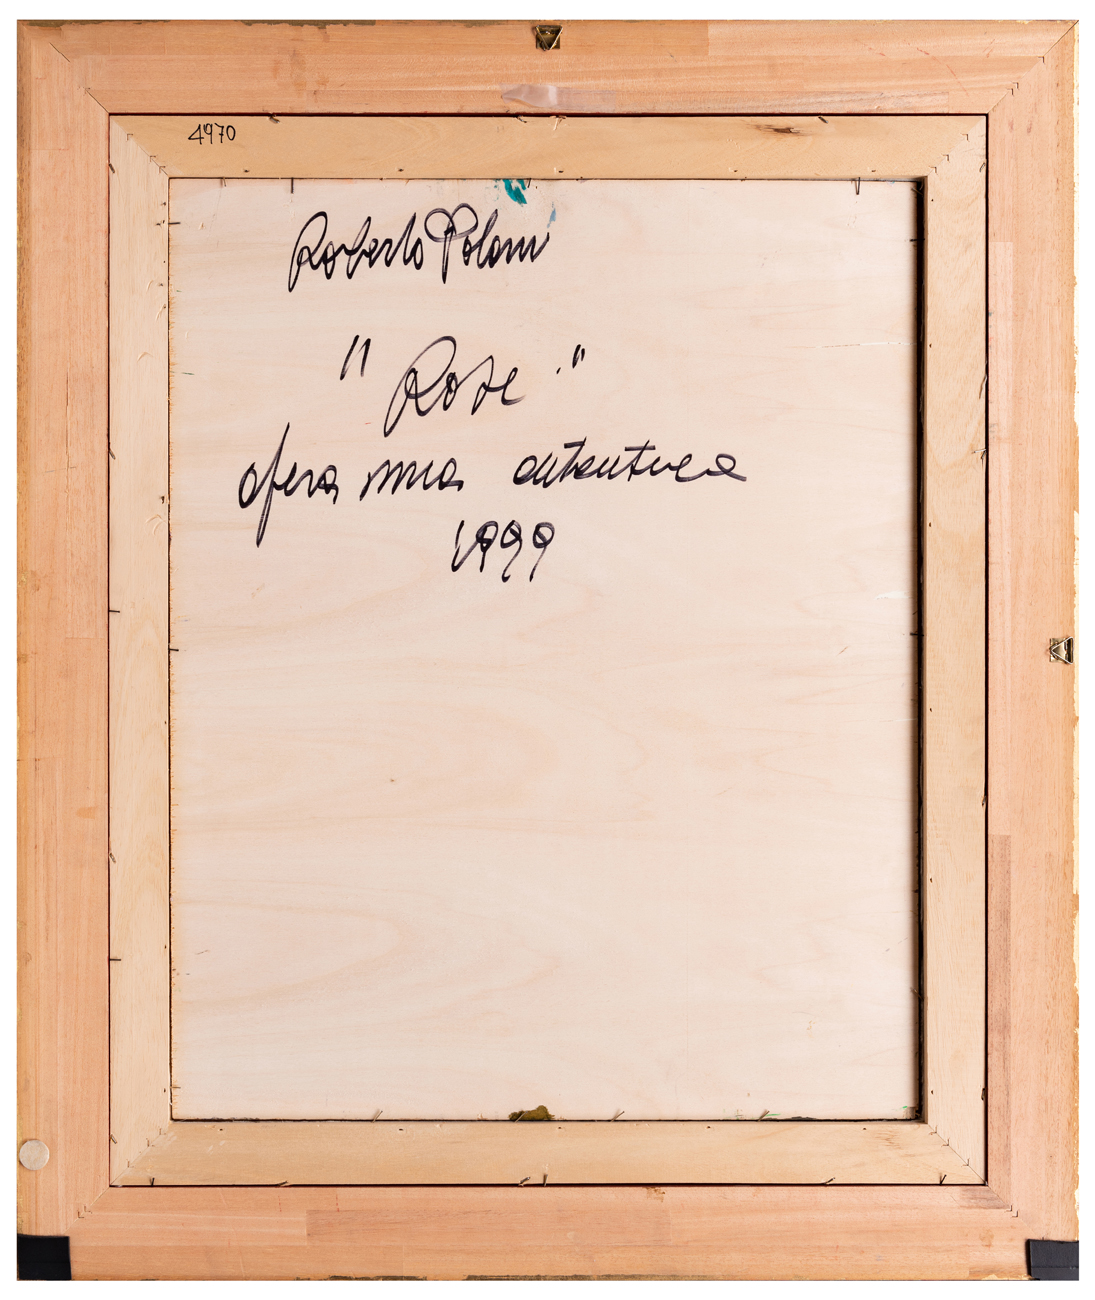 4970
Roberto Polani
"Rose."
opera mia autentica
1999